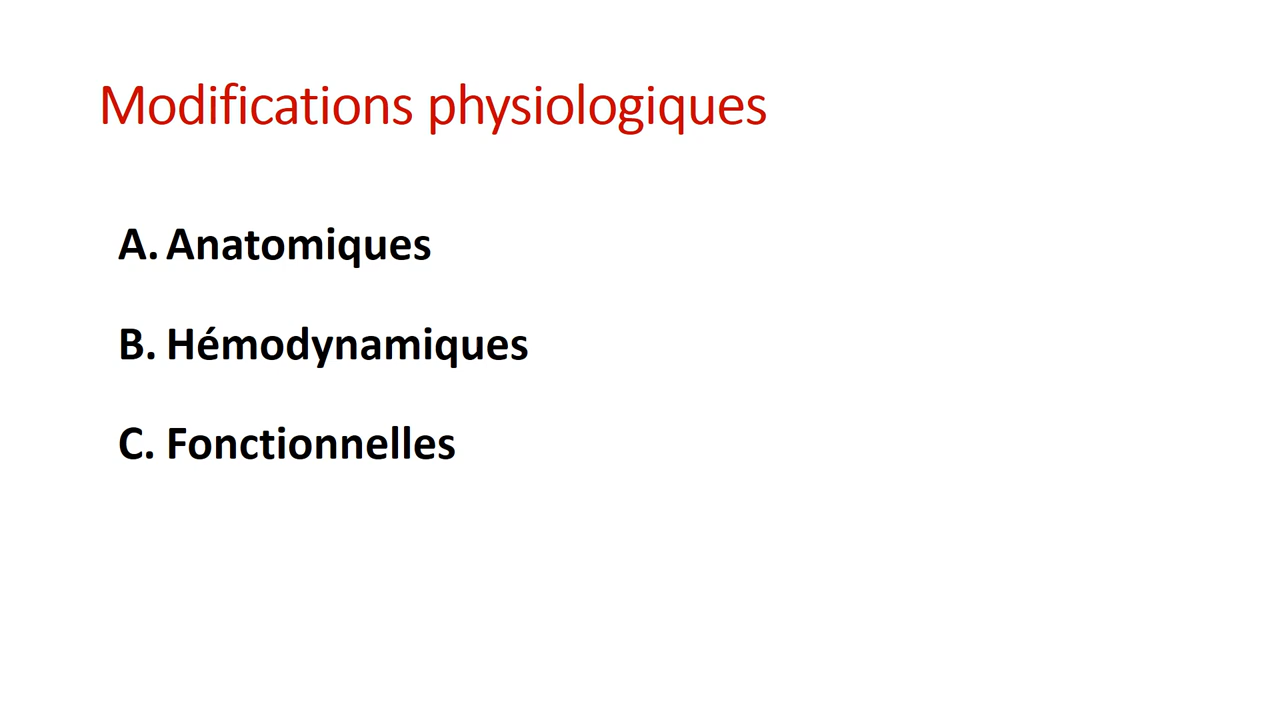 Modifications physiologiques
A. Anatomiques
B. Hémodynamiques
C. Fonctionnelles